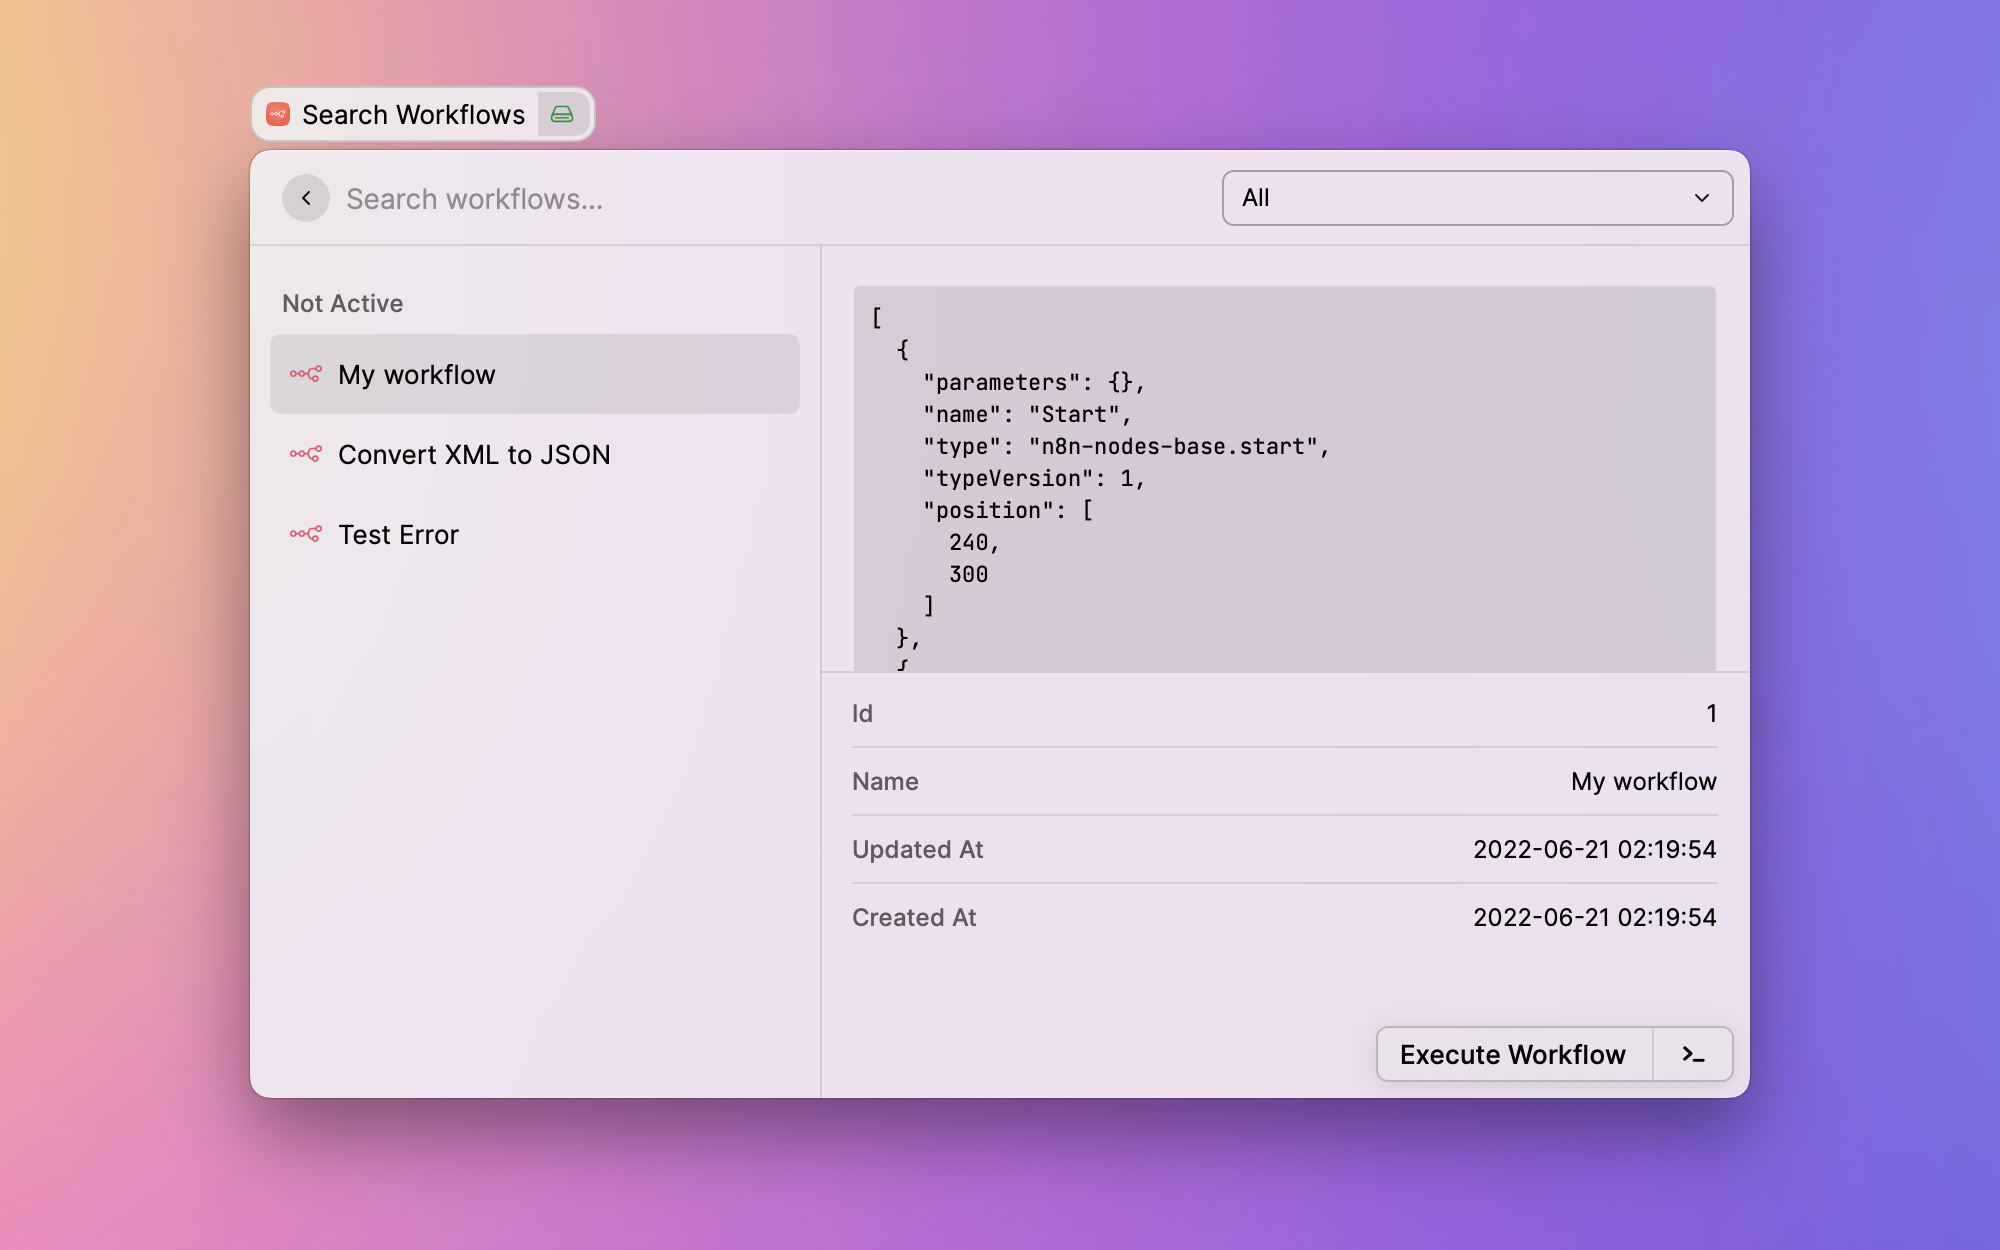 Search Workflows
Search workflows...
All
Not Active
My workflow
Convert XML to JSON
Test Error
[
  {
    "parameters": {},
    "name": "Start",
    "type": "n8n-nodes-base.start",
    "typeVersion": 1,
    "position": [
      240,
      300
    ]
  },
  {
Id 1
Name My workflow
Updated At 2022-06-21 02:19:54
Created At 2022-06-21 02:19:54
Execute Workflow >_